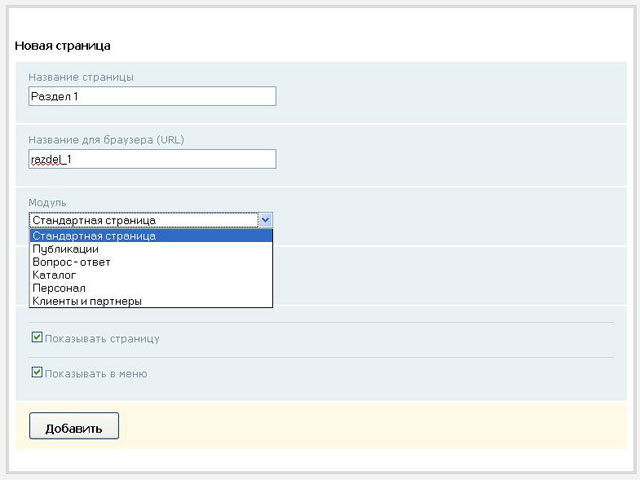 Новая страница
Название страницы
Раздел 1
Название для браузера (URL)
razdel_1
Модуль
Стандартная страница
Стандартная страница
Публикации
Вопрос - ответ
Каталог
Персонал
Клиенты и партнеры
Показывать страницу
Показывать в меню
Добавить